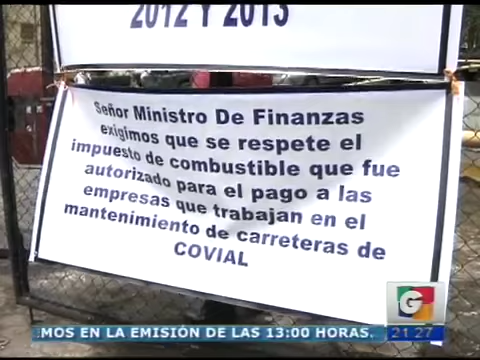 2012 Y 2013
Señor Ministro De Finanzas
exigimos que se respete el
impuesto de combustible que fue
autorizado para el pago a las
empresas que trabajan en el
mantenimiento de carreteras de
COVIAL
G
:MOS EN LA EMISIÓN DE LAS 13:00 HORAS.
21:27